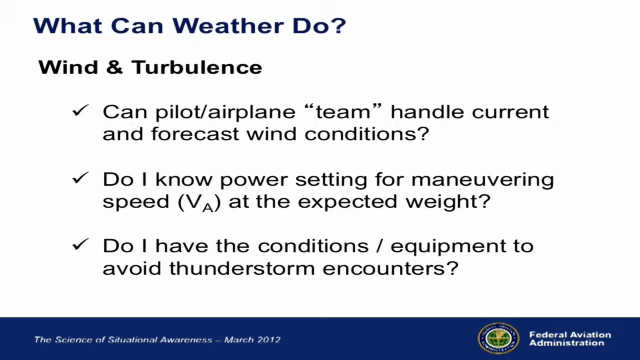 What Can Weather Do?
Wind & Turbulence
✓ Can pilot/airplane “team” handle current
and forecast wind conditions?
✓ Do I know power setting for maneuvering
speed (VA) at the expected weight?
✓ Do I have the conditions / equipment to
avoid thunderstorm encounters?
The Science of Situational Awareness – March 2012
Federal Aviation
Administration